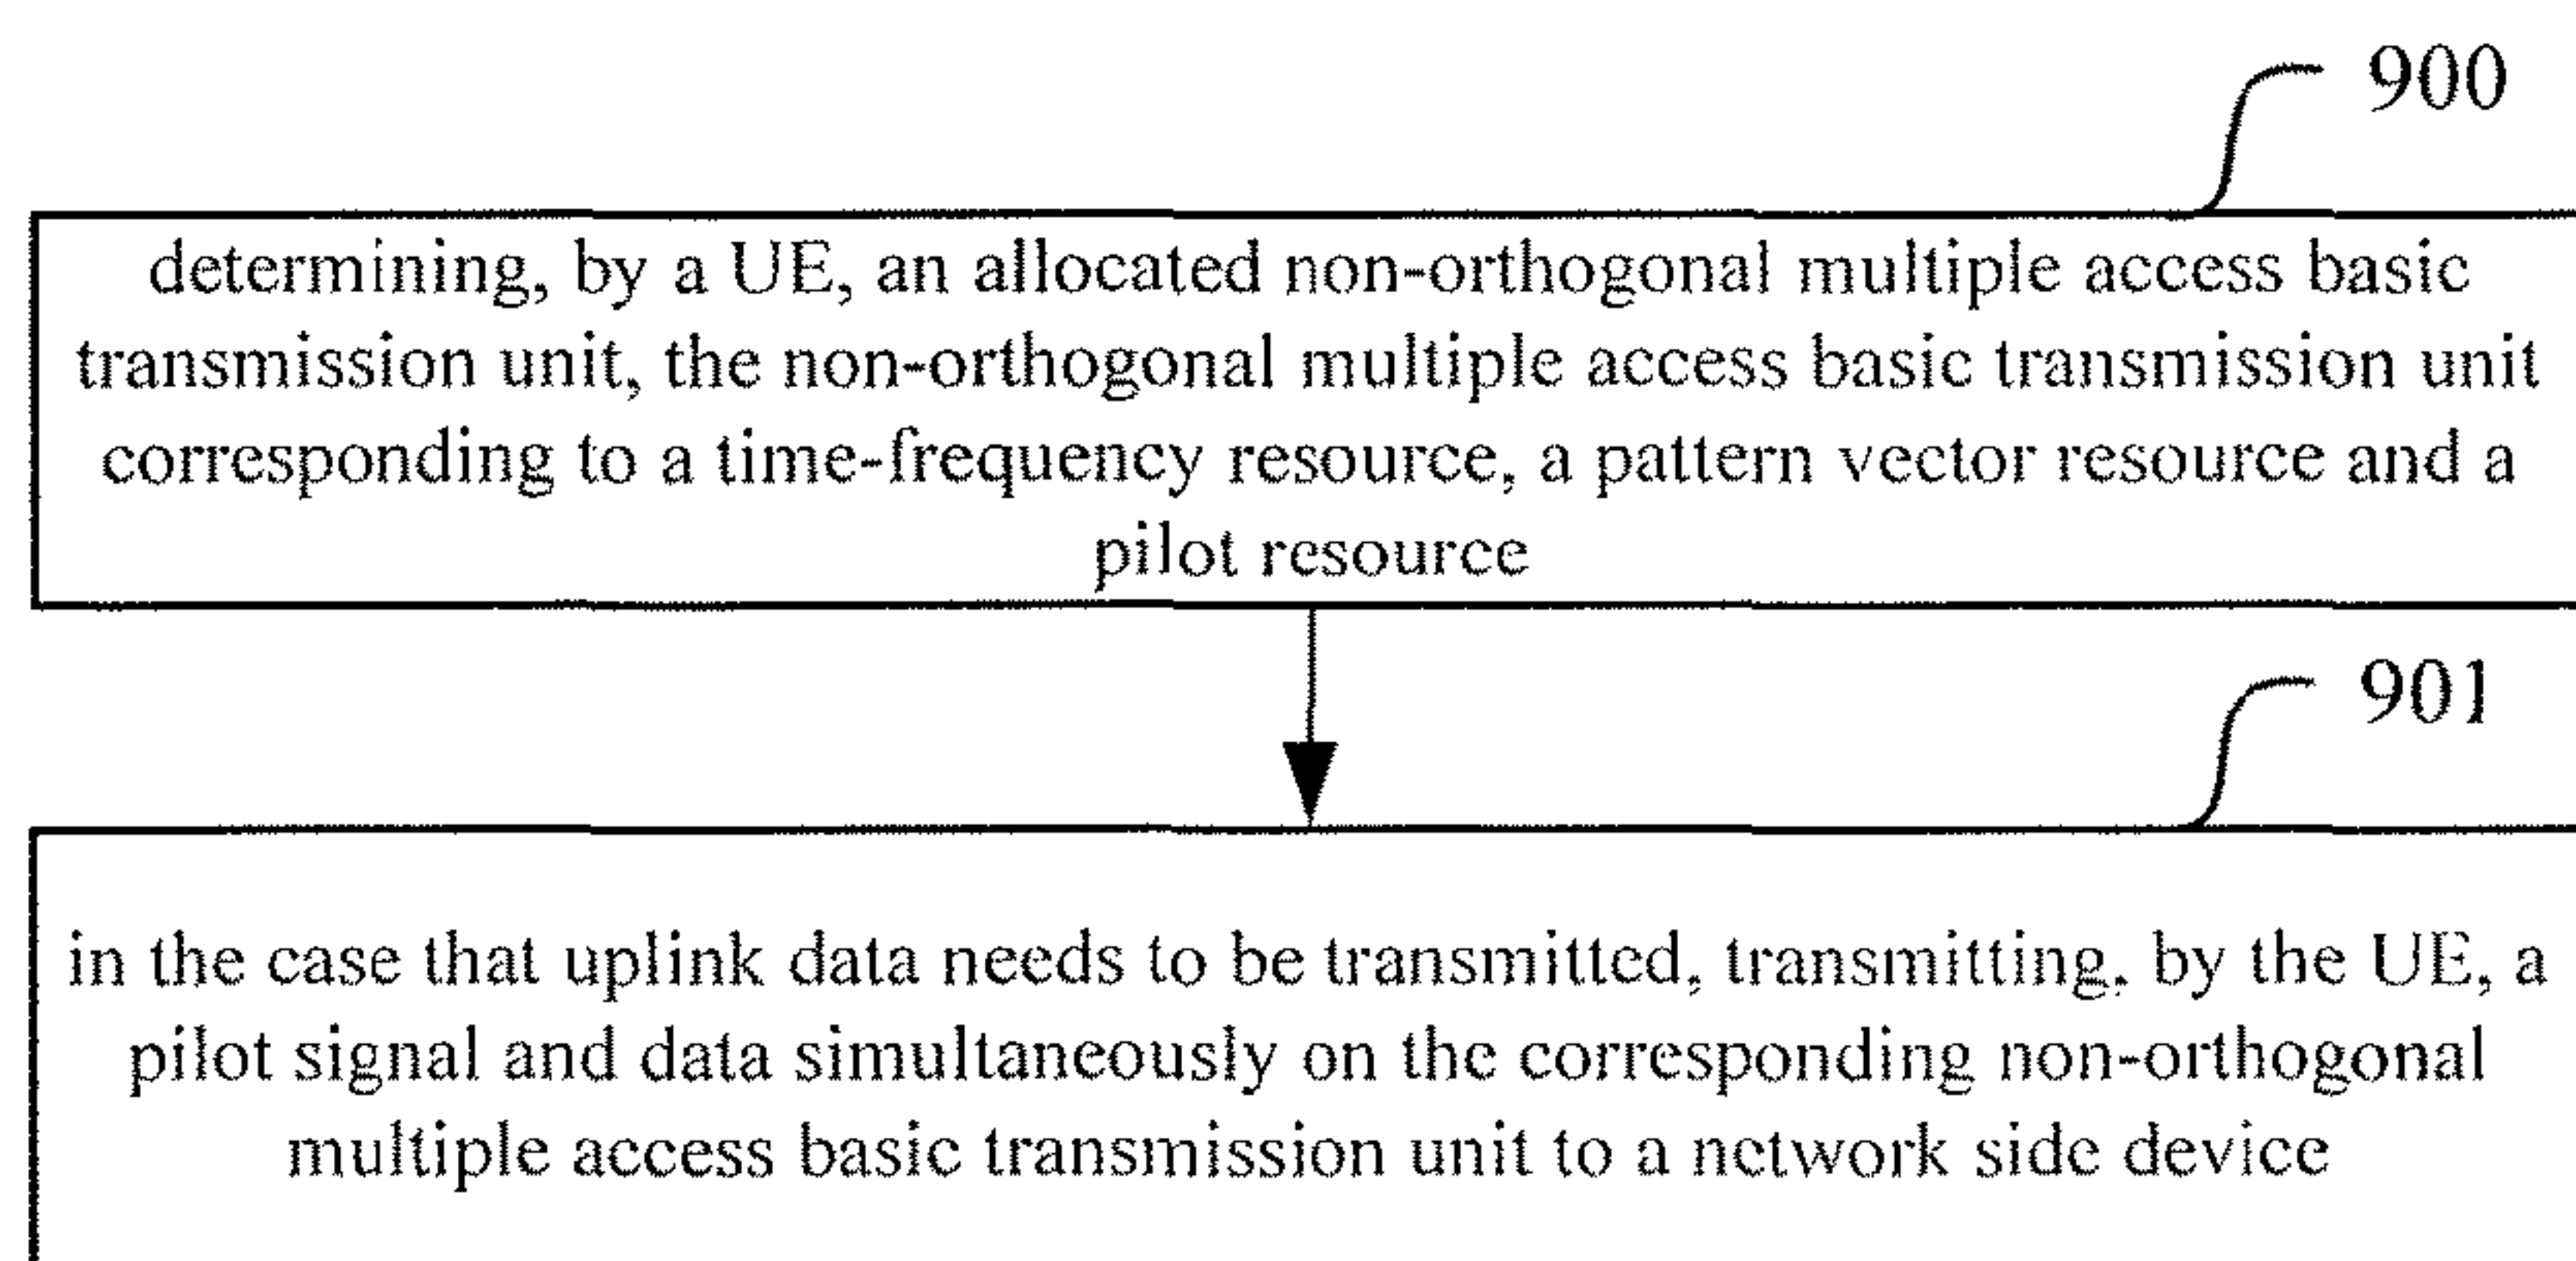 900
determining, by a UE, an allocated non-orthogonal multiple access basic
transmission unit, the non-orthogonal multiple access basic transmission unit
corresponding to a time-frequency resource, a pattern vector resource and a
pilot resource
901
in the case that uplink data needs to be transmitted, transmitting, by the UE, a
pilot signal and data simultaneously on the corresponding non-orthogonal
multiple access basic transmission unit to a network side device